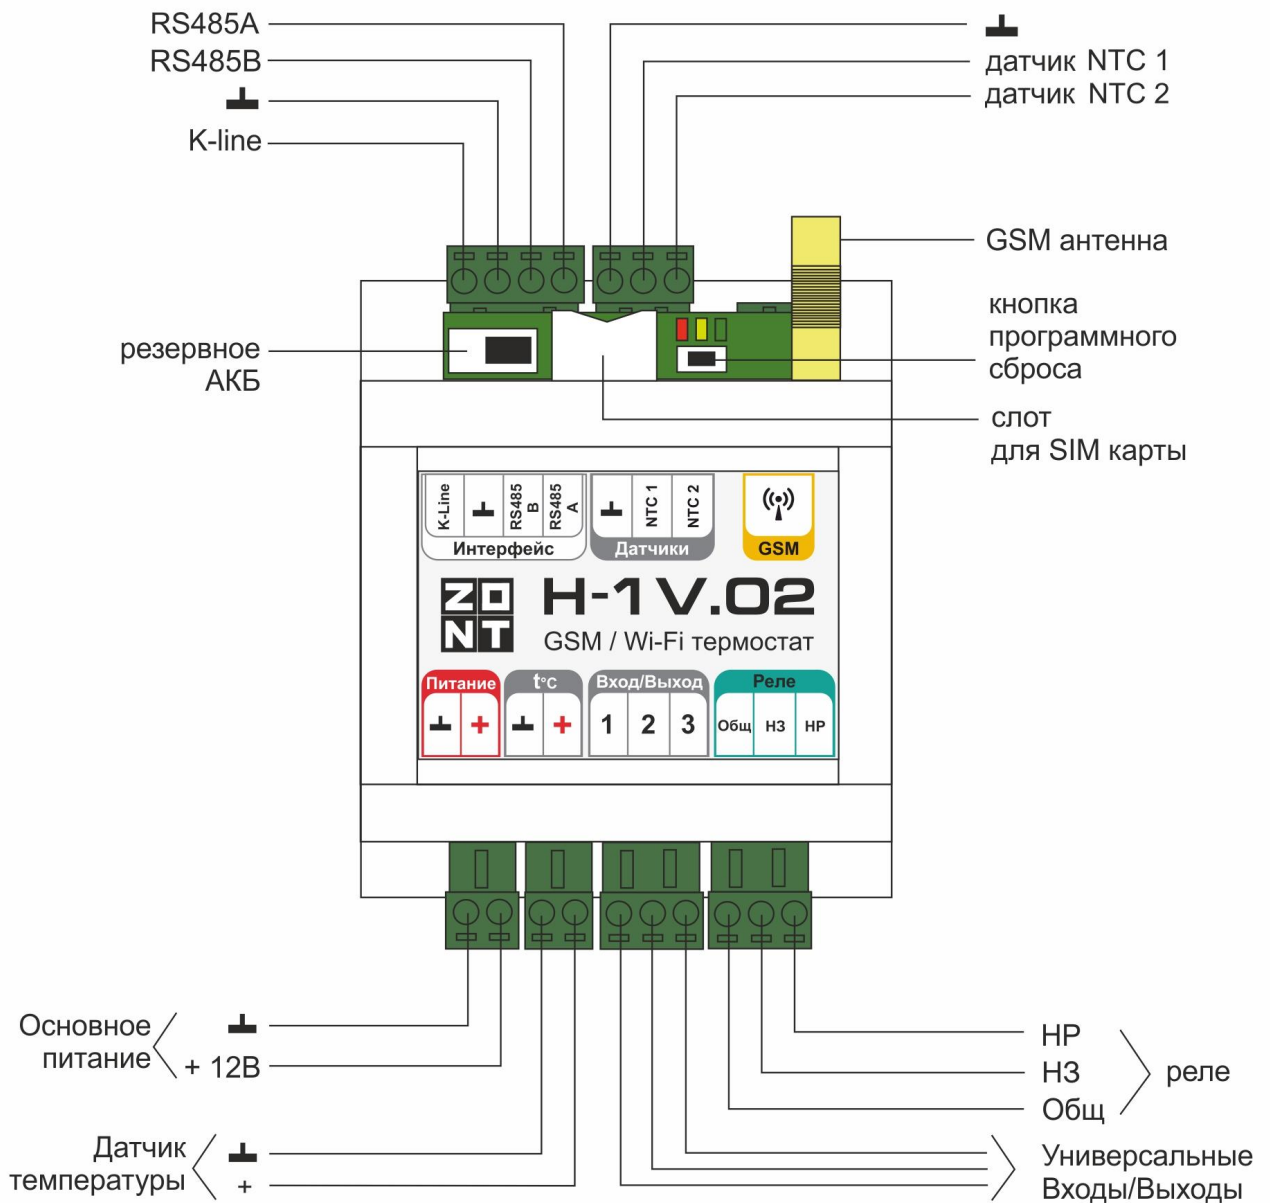 RS485A
RS485B
K-line
датчик NTC 1
датчик NTC 2
GSM антенна
кнопка
программного
сброса
резервное
АКБ
слот
для SIM карты
K-Line
RS485
B
RS485
A
NTC 1
NTC 2
Интерфейс
Датчики
GSM
ZONT
H-1V.02
GSM / Wi-Fi термостат
Питание
t°C
Вход/Выход
Реле
+
+
1
2
3
Общ
НЗ
НР
Основное
питание
+ 12В
Датчик
температуры
+
НР
НЗ
Общ
реле
Универсальные
Входы/Выходы